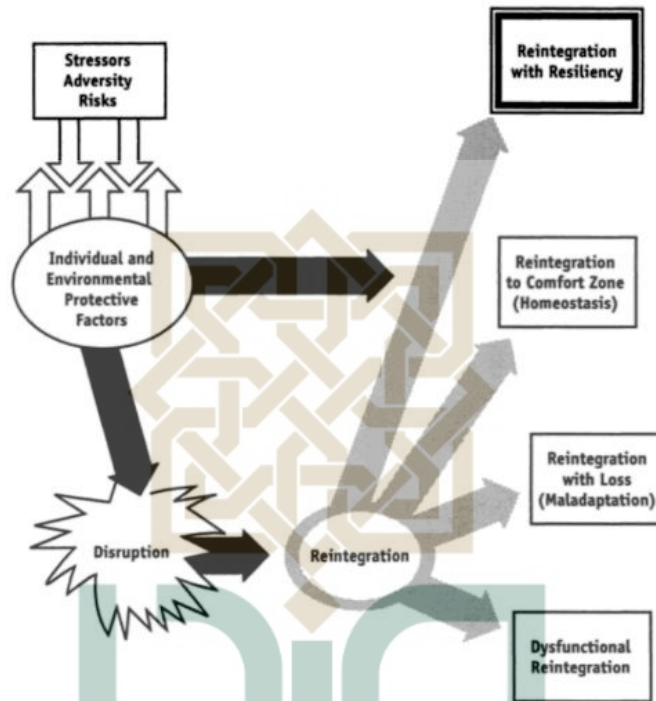 Stressors
Adversity
Risks
Reintegration
with Resiliency
Individual and
Environmental
Protective
Factors
Reintegration
to Comfort Zone
(Homeostasis)
Reintegration
with Loss
(Maladaptation)
Disruption
Reintegration
Dysfunctional
Reintegration